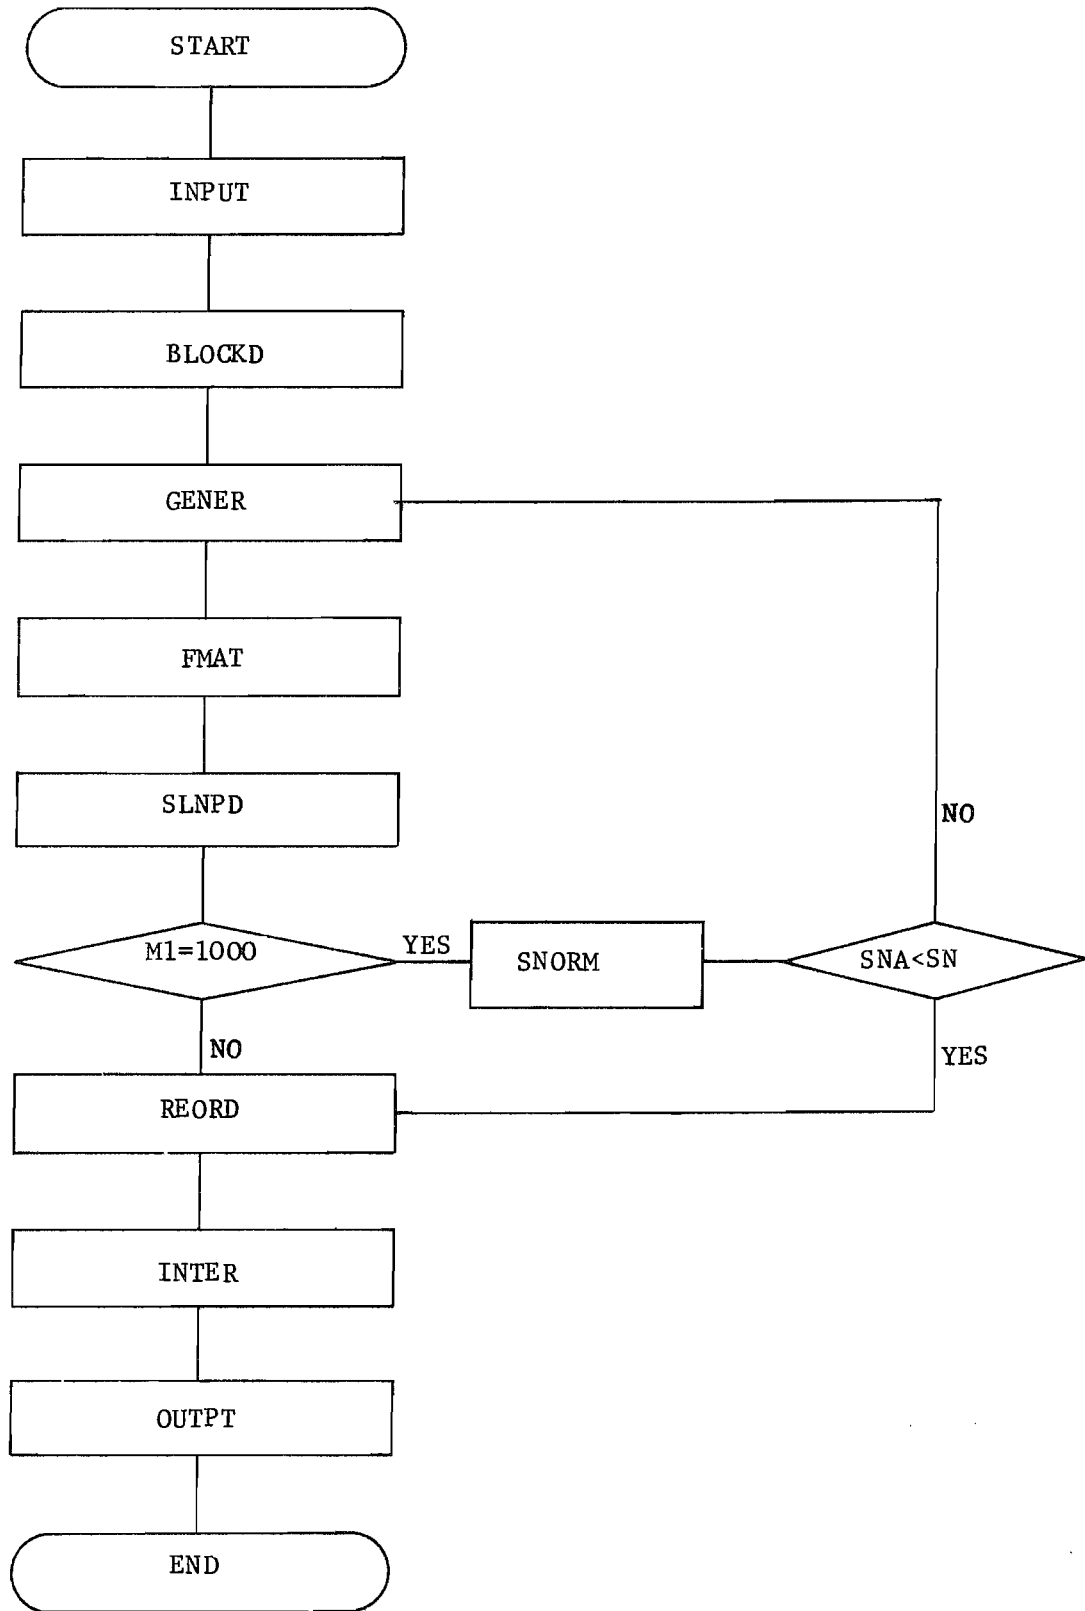 START
INPUT
BLOCKD
GENER
FMAT
SLNPD
NO
M1=1000
YES
SNORM
SNA<SN
NO
YES
REORD
INTER
OUTPT
END